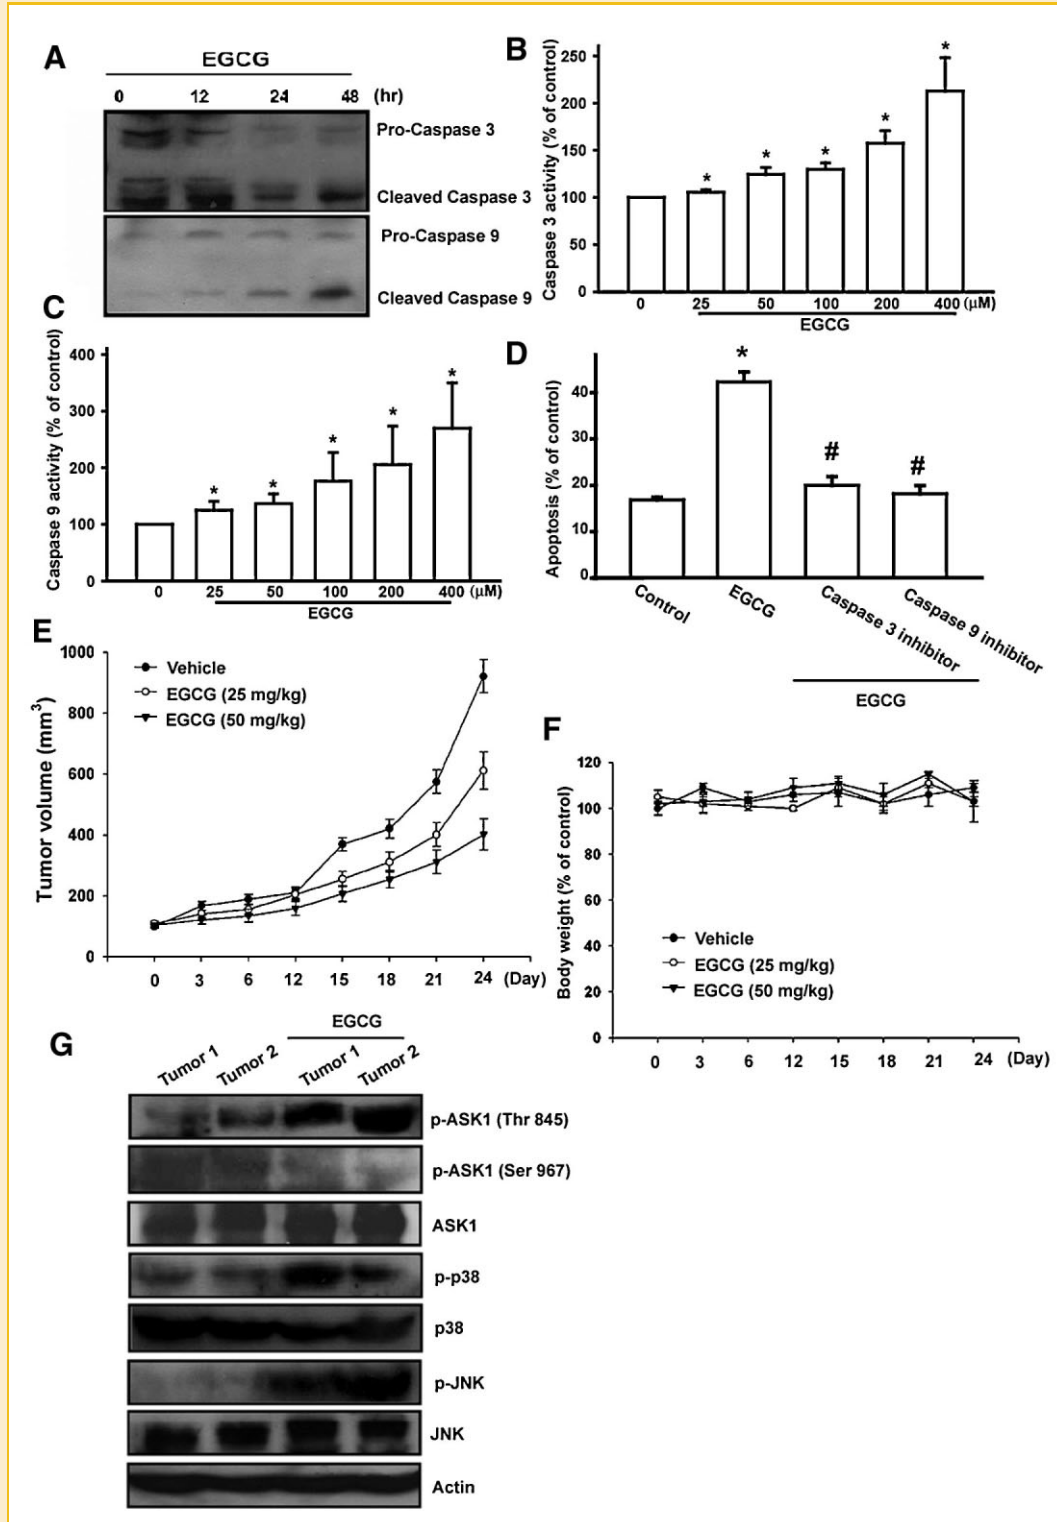 A
EGCG
0 12 24 48 (hr)
Pro-Caspase 3
Cleaved Caspase 3
Pro-Caspase 9
Cleaved Caspase 9
B
Caspase 3 activity (% of control)
250
200
150
100
50
0
* * * * *
0 25 50 100 200 400 (μM)
EGCG
C
Caspase 9 activity (% of control)
400
300
200
100
0
* * * * *
0 25 50 100 200 400 (μM)
EGCG
D
Apoptosis (% of control)
40
30
20
10
0
* # #
Control
EGCG
Caspase 3 inhibitor
Caspase 9 inhibitor
EGCG
E
Tumor volume (mm3)
1000
800
600
400
200
0
Vehicle
EGCG (25 mg/kg)
EGCG (50 mg/kg)
0 3 6 12 15 18 21 24 (Day)
F
Body weight (% of control)
120
100
80
60
40
20
0
Vehicle
EGCG (25 mg/kg)
EGCG (50 mg/kg)
0 3 6 12 15 18 21 24 (Day)
G
EGCG
Tumor 1 Tumor 2 Tumor 1 Tumor 2
p-ASK1 (Thr 845)
p-ASK1 (Ser 967)
ASK1
p-p38
p38
p-JNK
JNK
Actin